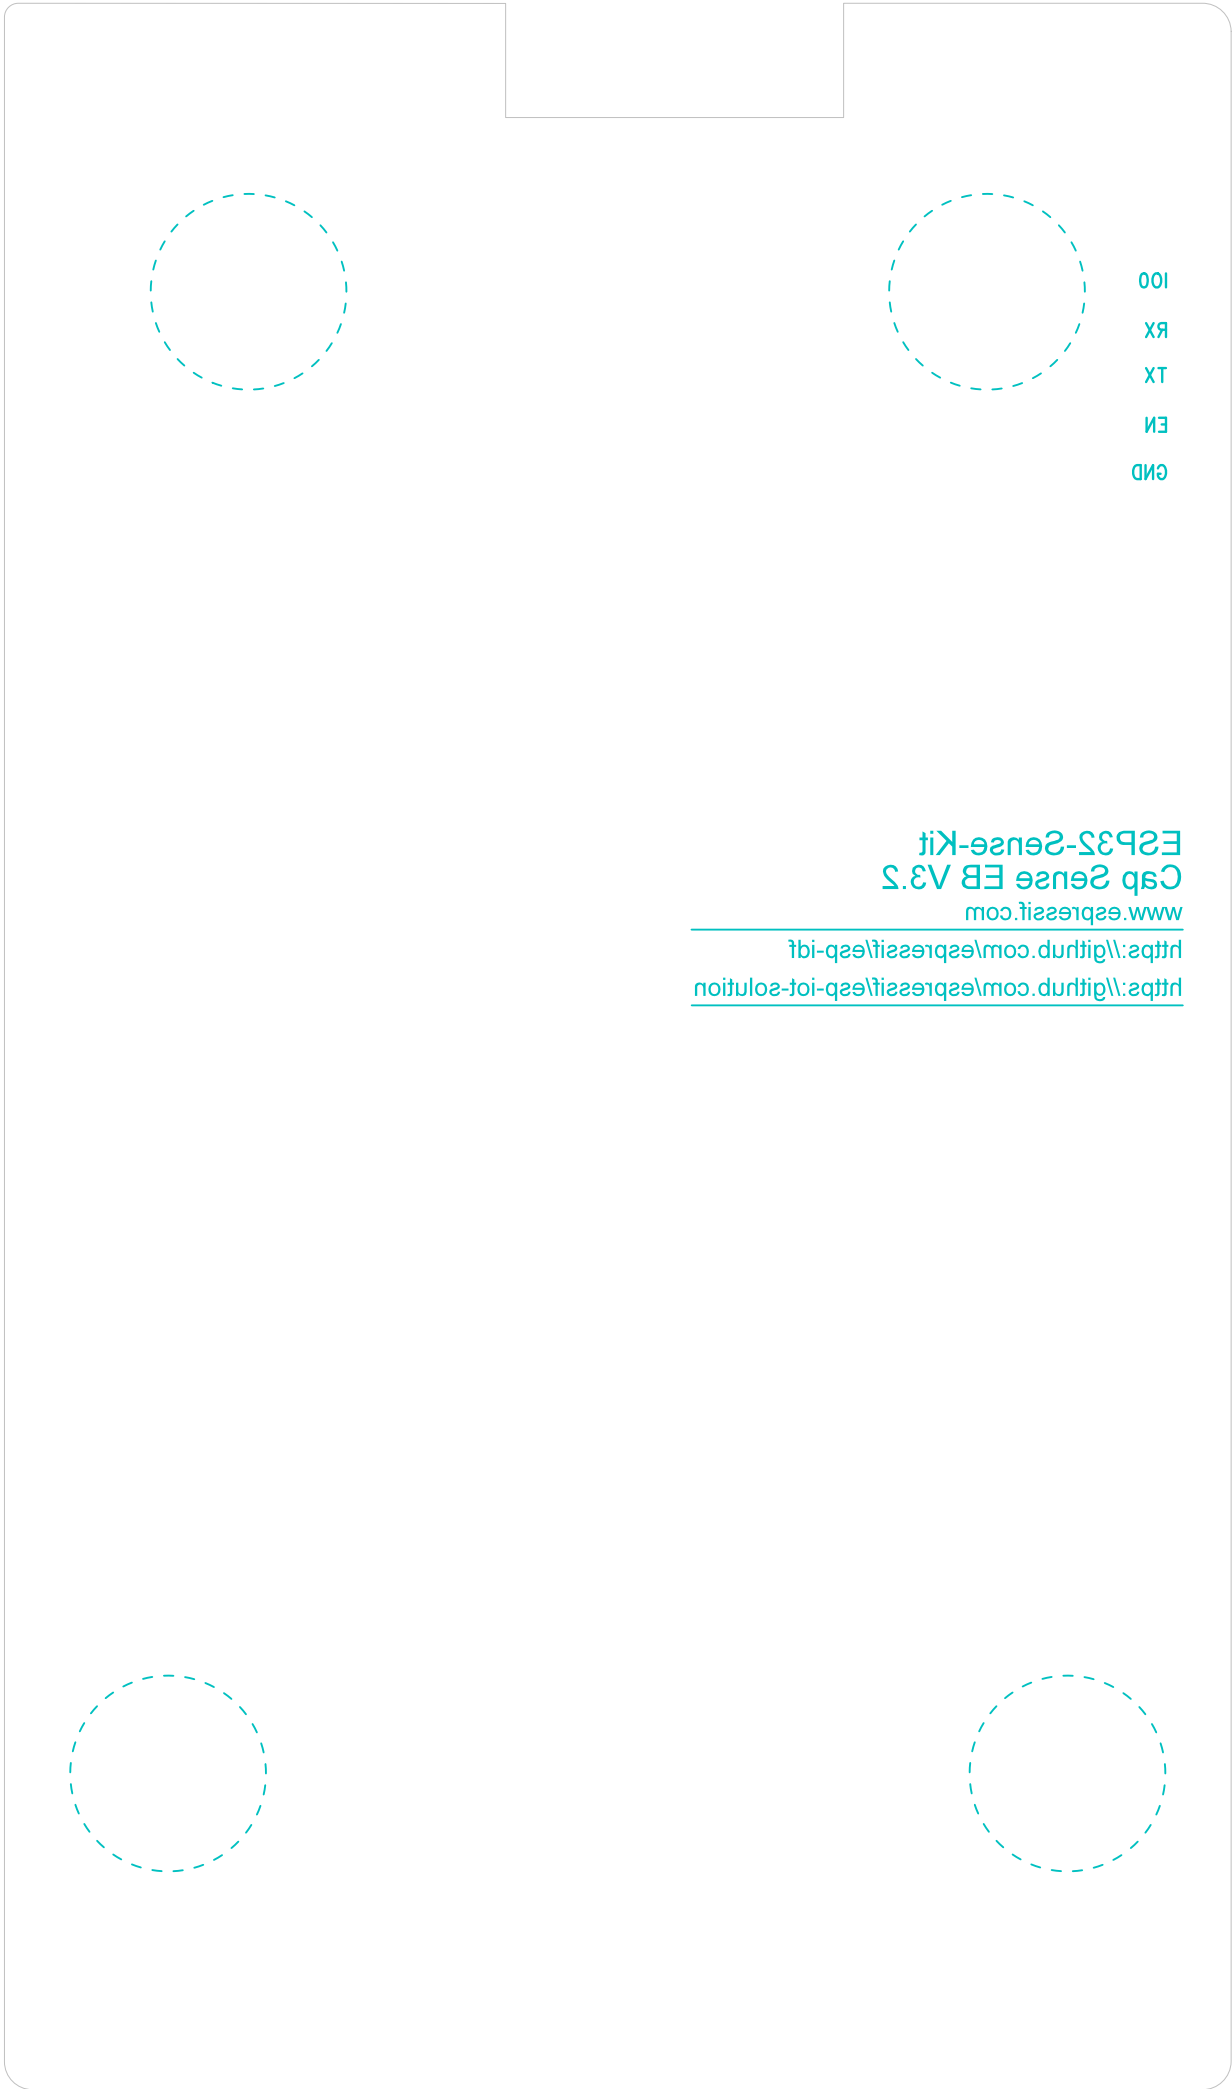 IO0
RX
TX
EN
GND
ESP32-Sense-Kit
Cap Sense EB V3.2
www.espressif.com
https://github.com/espressif/esp-idf
https://github.com/espressif/esp-iot-solution